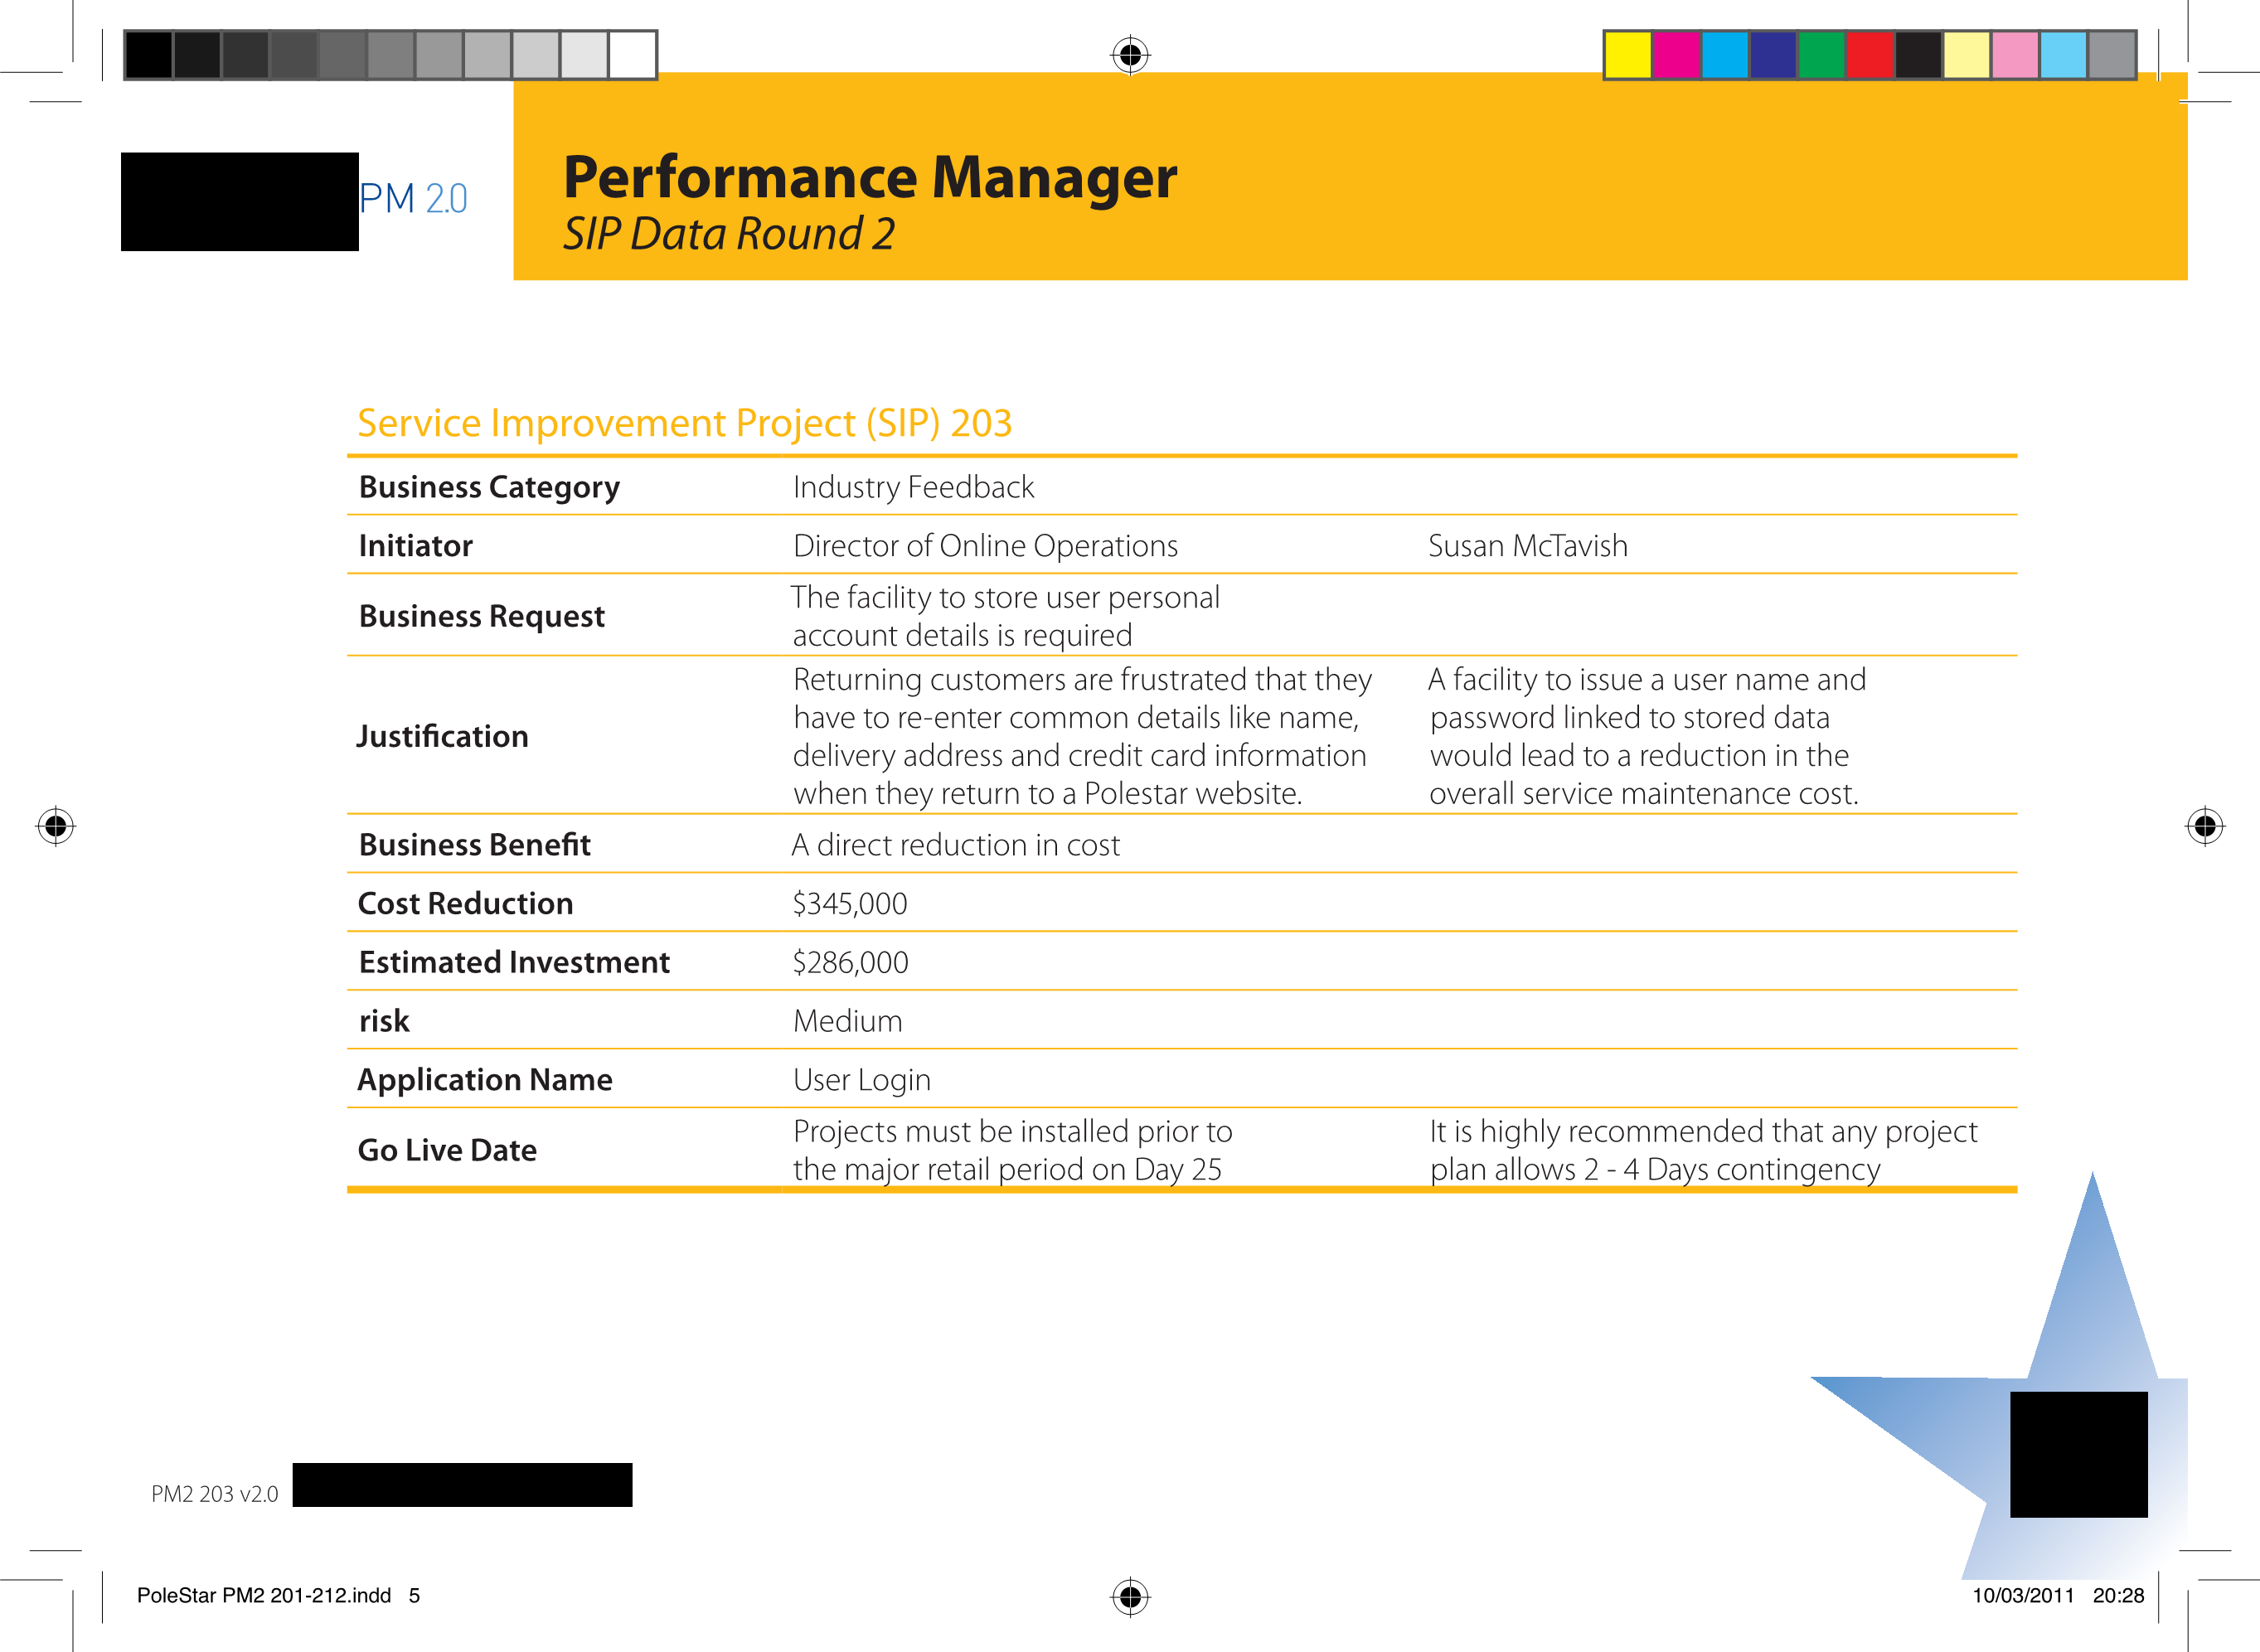 PM 2.0
Performance Manager
SIP Data Round 2
Service Improvement Project (SIP) 203
Business Category Industry Feedback
Initiator Director of Online Operations Susan McTavish
Business Request The facility to store user personal
account details is required
Justification Returning customers are frustrated that they
have to re-enter common details like name,
delivery address and credit card information
when they return to a Polestar website.
A facility to issue a user name and
password linked to stored data
would lead to a reduction in the
overall service maintenance cost.
Business Benefit A direct reduction in cost
Cost Reduction $345,000
Estimated Investment $286,000
risk Medium
Application Name User Login
Go Live Date Projects must be installed prior to
the major retail period on Day 25
It is highly recommended that any project
plan allows 2 - 4 Days contingency
PM2 203 v2.0
PoleStar PM2 201-212.indd 5 10/03/2011 20:28